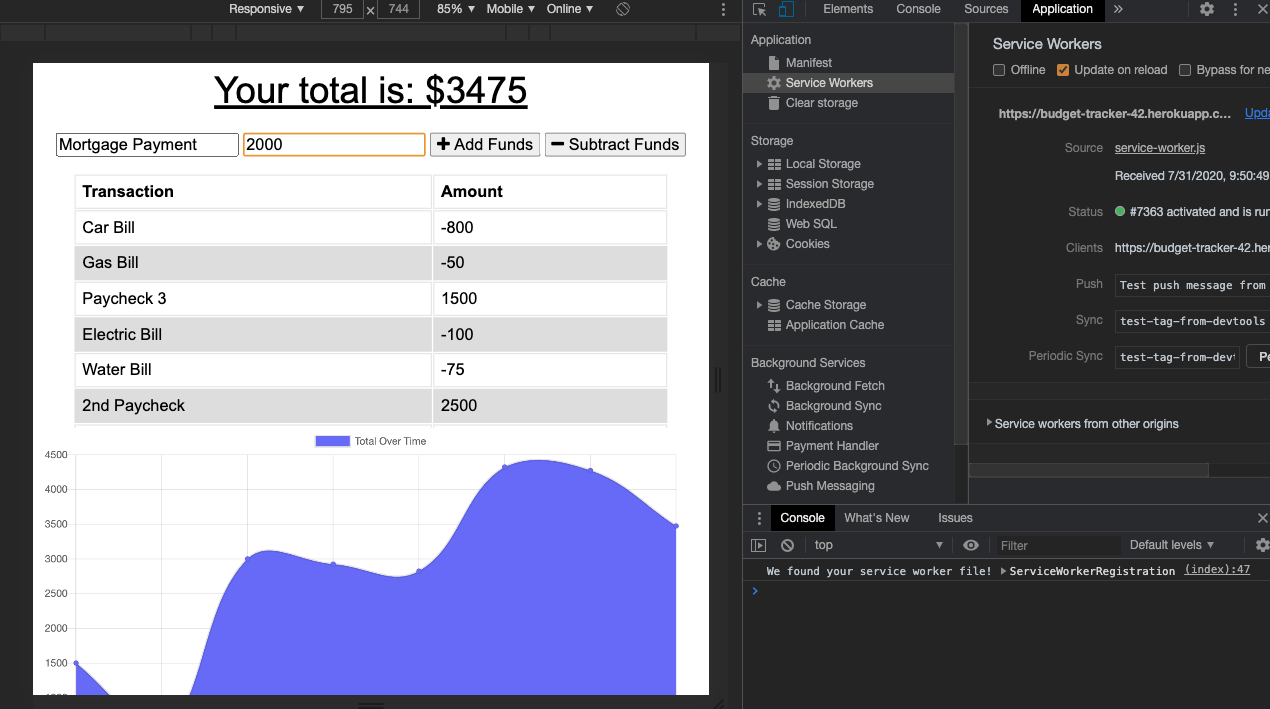 Responsive ▼ 795 × 744 85% ▼ Mobile ▼ Online ▼
Elements Console Sources Application »
Your total is: $3475
Mortgage Payment 2000 + Add Funds − Subtract Funds
Transaction Amount
Car Bill -800
Gas Bill -50
Paycheck 3 1500
Electric Bill -100
Water Bill -75
2nd Paycheck 2500
Total Over Time
4500
4000
3500
3000
2500
2000
1500
Application
Manifest
Service Workers
Clear storage
Storage
Local Storage
Session Storage
IndexedDB
Web SQL
Cookies
Cache
Cache Storage
Application Cache
Background Services
Background Fetch
Background Sync
Notifications
Payment Handler
Periodic Background Sync
Push Messaging
Service Workers
Offline Update on reload Bypass for ne
https://budget-tracker-42.herokuapp.c... Upda
Source service-worker.js
Received 7/31/2020, 9:50:49
Status #7363 activated and is run
Clients https://budget-tracker-42.her
Push Test push message from
Sync test-tag-from-devtools
Periodic Sync test-tag-from-devt Pe
Service workers from other origins
Console What's New Issues
top ▼ Filter Default levels ▼
We found your service worker file! ServiceWorkerRegistration (index):47